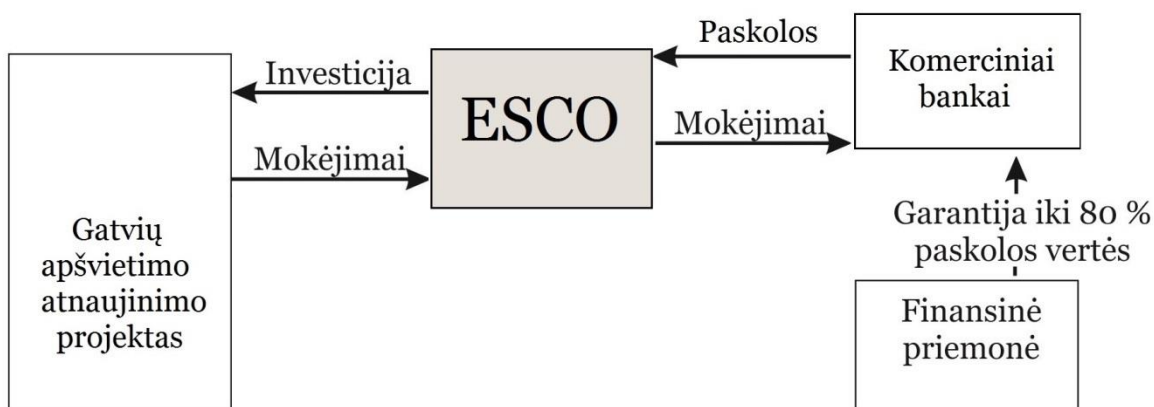 Investicija
Mokėjimai
Gatvių
apšvietimo
atnaujinimo
projektas
ESCO
Paskolos
Mokėjimai
Komerciniai
bankai
Garantija iki 80 %
paskolos vertės
Finansinė
priemonė